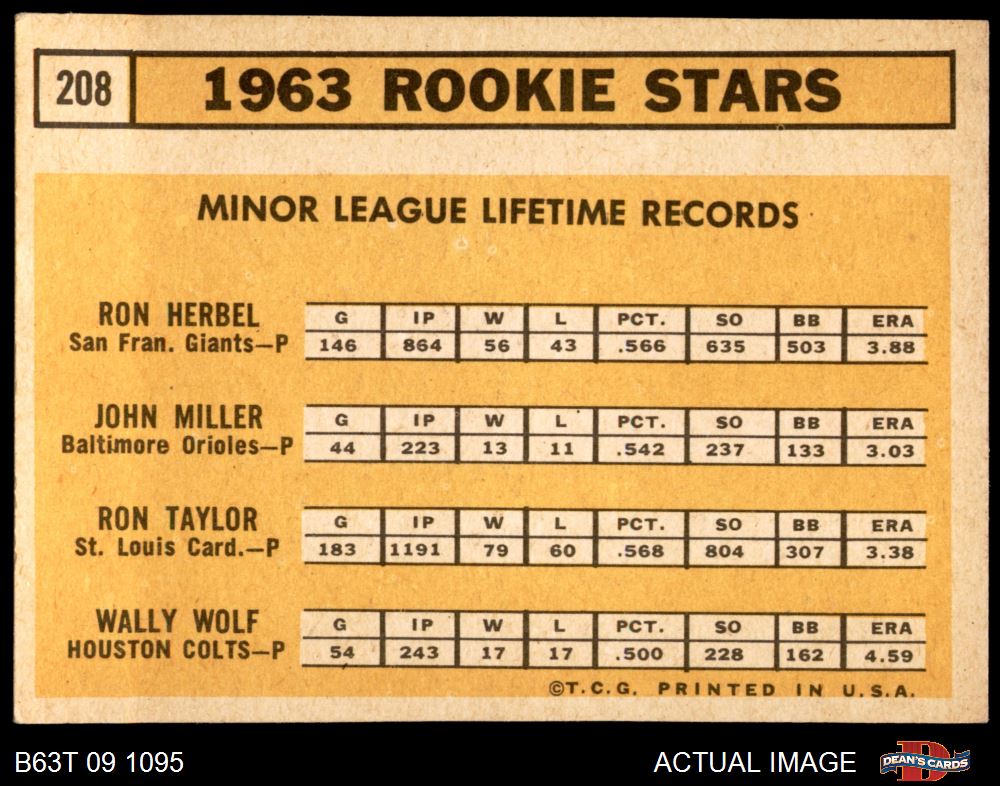 208 1963 ROOKIE STARS
MINOR LEAGUE LIFETIME RECORDS
RON HERBEL
San Fran. Giants—P
G IP W L PCT. SO BB ERA
146 864 56 43 .566 635 503 3.88
JOHN MILLER
Baltimore Orioles—P
G IP W L PCT. SO BB ERA
44 223 13 11 .542 237 133 3.03
RON TAYLOR
St. Louis Card.—P
G IP W L PCT. SO BB ERA
183 1191 79 60 .568 804 307 3.38
WALLY WOLF
HOUSTON COLTS—P
G IP W L PCT. SO BB ERA
54 243 17 17 .500 228 162 4.59
©T.C.G. PRINTED IN U.S.A.
B63T 09 1095 ACTUAL IMAGE DEAN'S CARDS